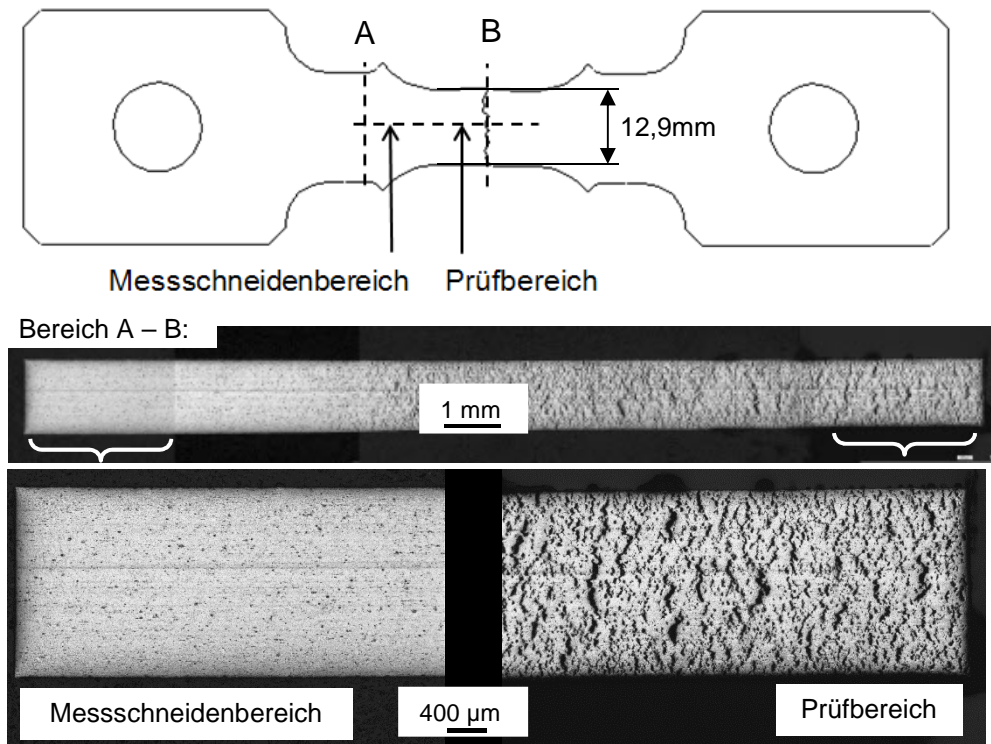 A
B
12,9mm
Messschneidenbereich
Prüfbereich
Bereich A – B:
1 mm
Messschneidenbereich
400 µm
Prüfbereich